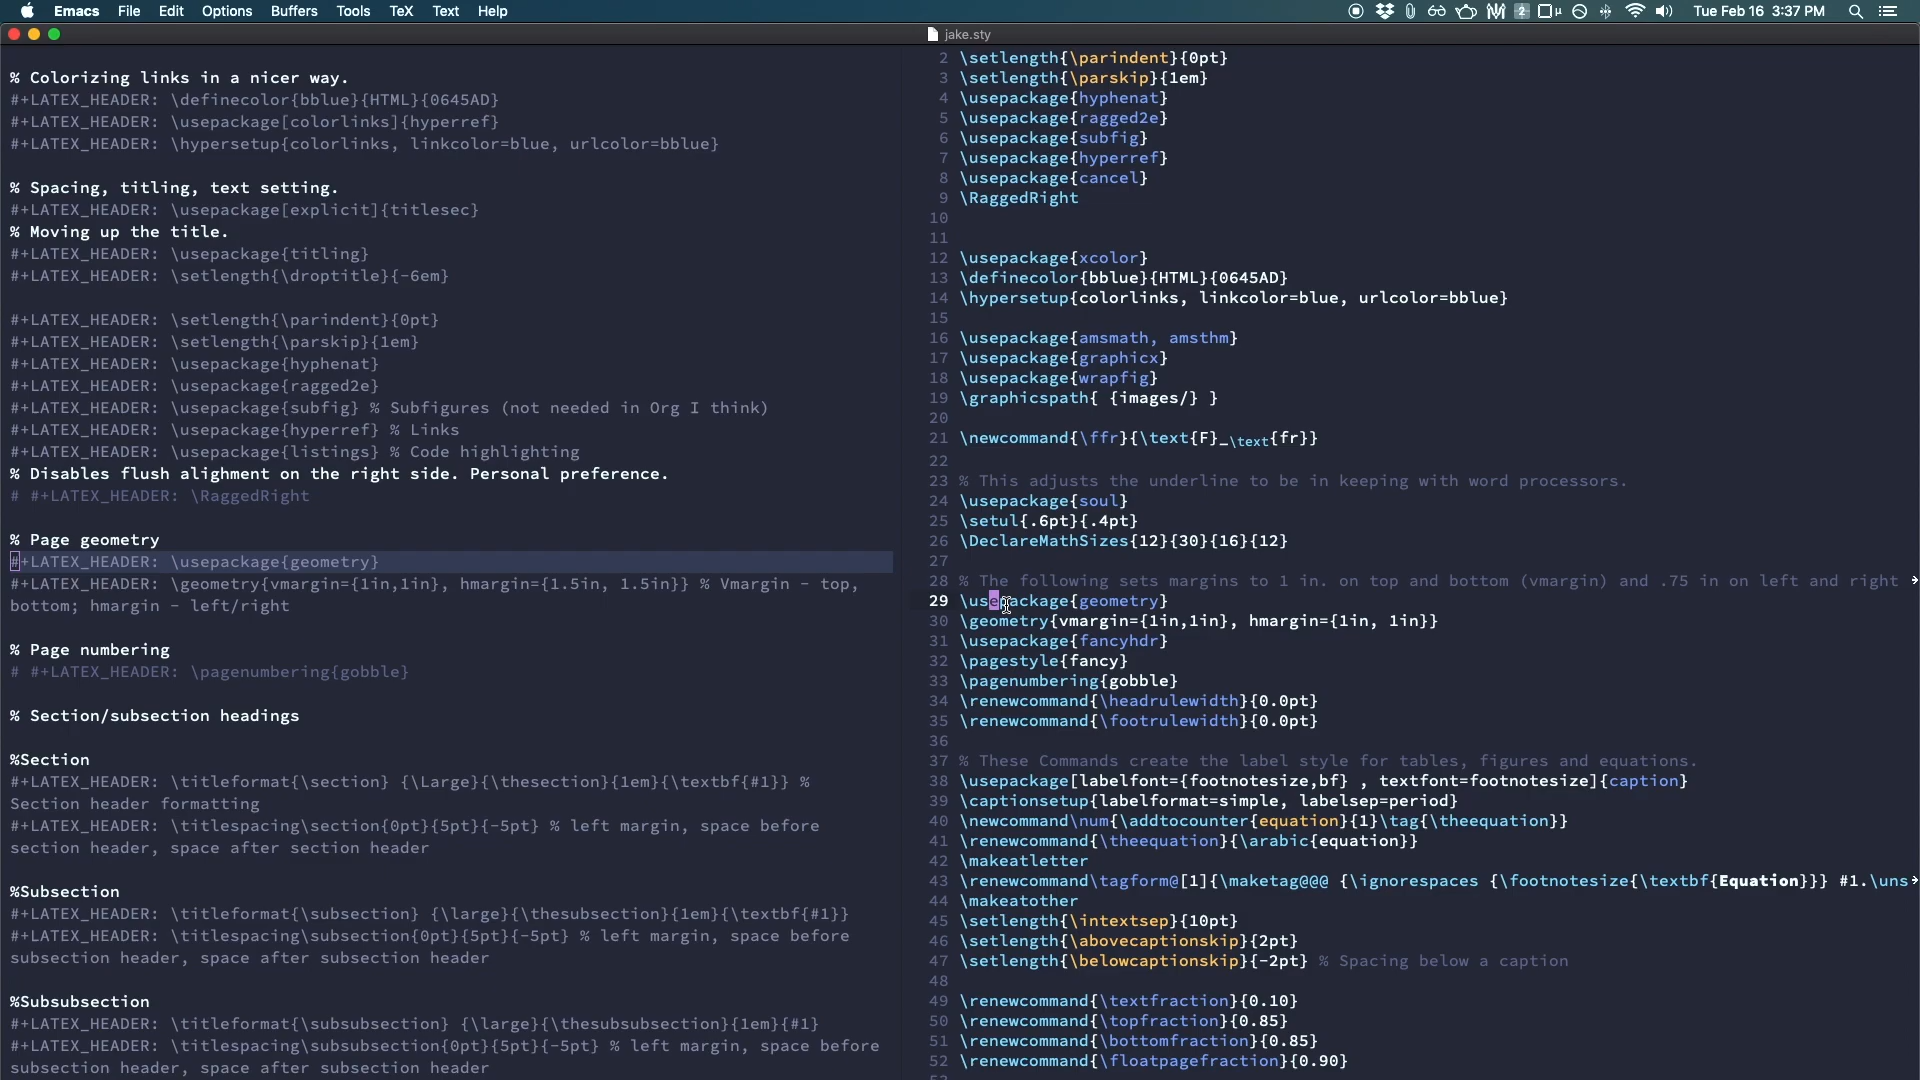 Emacs File Edit Options Buffers Tools TeX Text Help
2
Tue Feb 16 3:37 PM
jake.sty
% Colorizing links in a nicer way.
#+LATEX_HEADER: \definecolor{bblue}{HTML}{0645AD}
#+LATEX_HEADER: \usepackage[colorlinks]{hyperref}
#+LATEX_HEADER: \hypersetup{colorlinks, linkcolor=blue, urlcolor=bblue}
% Spacing, titling, text setting.
#+LATEX_HEADER: \usepackage[explicit]{titlesec}
% Moving up the title.
#+LATEX_HEADER: \usepackage{titling}
#+LATEX_HEADER: \setlength{\droptitle}{-6em}
#+LATEX_HEADER: \setlength{\parindent}{0pt}
#+LATEX_HEADER: \setlength{\parskip}{1em}
#+LATEX_HEADER: \usepackage{hyphenat}
#+LATEX_HEADER: \usepackage{ragged2e}
#+LATEX_HEADER: \usepackage{subfig} % Subfigures (not needed in Org I think)
#+LATEX_HEADER: \usepackage{hyperref} % Links
#+LATEX_HEADER: \usepackage{listings} % Code highlighting
% Disables flush alighment on the right side. Personal preference.
# #+LATEX_HEADER: \RaggedRight
% Page geometry
#+LATEX_HEADER: \usepackage{geometry}
#+LATEX_HEADER: \geometry{vmargin={1in,1in}, hmargin={1.5in, 1.5in}} % Vmargin - top,
bottom; hmargin - left/right
% Page numbering
# #+LATEX_HEADER: \pagenumbering{gobble}
% Section/subsection headings
%Section
#+LATEX_HEADER: \titleformat{\section} {\Large}{\thesection}{1em}{\textbf{#1}} %
Section header formatting
#+LATEX_HEADER: \titlespacing\section{0pt}{5pt}{-5pt} % left margin, space before
section header, space after section header
%Subsection
#+LATEX_HEADER: \titleformat{\subsection} {\large}{\thesubsection}{1em}{\textbf{#1}}
#+LATEX_HEADER: \titlespacing\subsection{0pt}{5pt}{-5pt} % left margin, space before
subsection header, space after subsection header
%Subsubsection
#+LATEX_HEADER: \titleformat{\subsubsection} {\large}{\thesubsubsection}{1em}{#1}
#+LATEX_HEADER: \titlespacing\subsubsection{0pt}{5pt}{-5pt} % left margin, space before
subsection header, space after subsection header
2 \setlength{\parindent}{0pt}
3 \setlength{\parskip}{1em}
4 \usepackage{hyphenat}
5 \usepackage{ragged2e}
6 \usepackage{subfig}
7 \usepackage{hyperref}
8 \usepackage{cancel}
9 \RaggedRight
10
11
12 \usepackage{xcolor}
13 \definecolor{bblue}{HTML}{0645AD}
14 \hypersetup{colorlinks, linkcolor=blue, urlcolor=bblue}
15
16 \usepackage{amsmath, amsthm}
17 \usepackage{graphicx}
18 \usepackage{wrapfig}
19 \graphicspath{ {images/} }
20
21 \newcommand{\ffr}{\text{F}_\text{fr}}
22
23 % This adjusts the underline to be in keeping with word processors.
24 \usepackage{soul}
25 \setul{.6pt}{.4pt}
26 \DeclareMathSizes{12}{30}{16}{12}
27
28 % The following sets margins to 1 in. on top and bottom (vmargin) and .75 in on left and right
29 \usepackage{geometry}
30 \geometry{vmargin={1in,1in}, hmargin={1in, 1in}}
31 \usepackage{fancyhdr}
32 \pagestyle{fancy}
33 \pagenumbering{gobble}
34 \renewcommand{\headrulewidth}{0.0pt}
35 \renewcommand{\footrulewidth}{0.0pt}
36
37 % These Commands create the label style for tables, figures and equations.
38 \usepackage[labelfont={footnotesize,bf} , textfont=footnotesize]{caption}
39 \captionsetup{labelformat=simple, labelsep=period}
40 \newcommand\num{\addtocounter{equation}{1}\tag{\theequation}}
41 \renewcommand{\theequation}{\arabic{equation}}
42 \makeatletter
43 \renewcommand\tagform@[1]{\maketag@@@ {\ignorespaces {\footnotesize{\textbf{Equation}}} #1.\uns
44 \makeatother
45 \setlength{\intextsep}{10pt}
46 \setlength{\abovecaptionskip}{2pt}
47 \setlength{\belowcaptionskip}{-2pt} % Spacing below a caption
48
49 \renewcommand{\textfraction}{0.10}
50 \renewcommand{\topfraction}{0.85}
51 \renewcommand{\bottomfraction}{0.85}
52 \renewcommand{\floatpagefraction}{0.90}